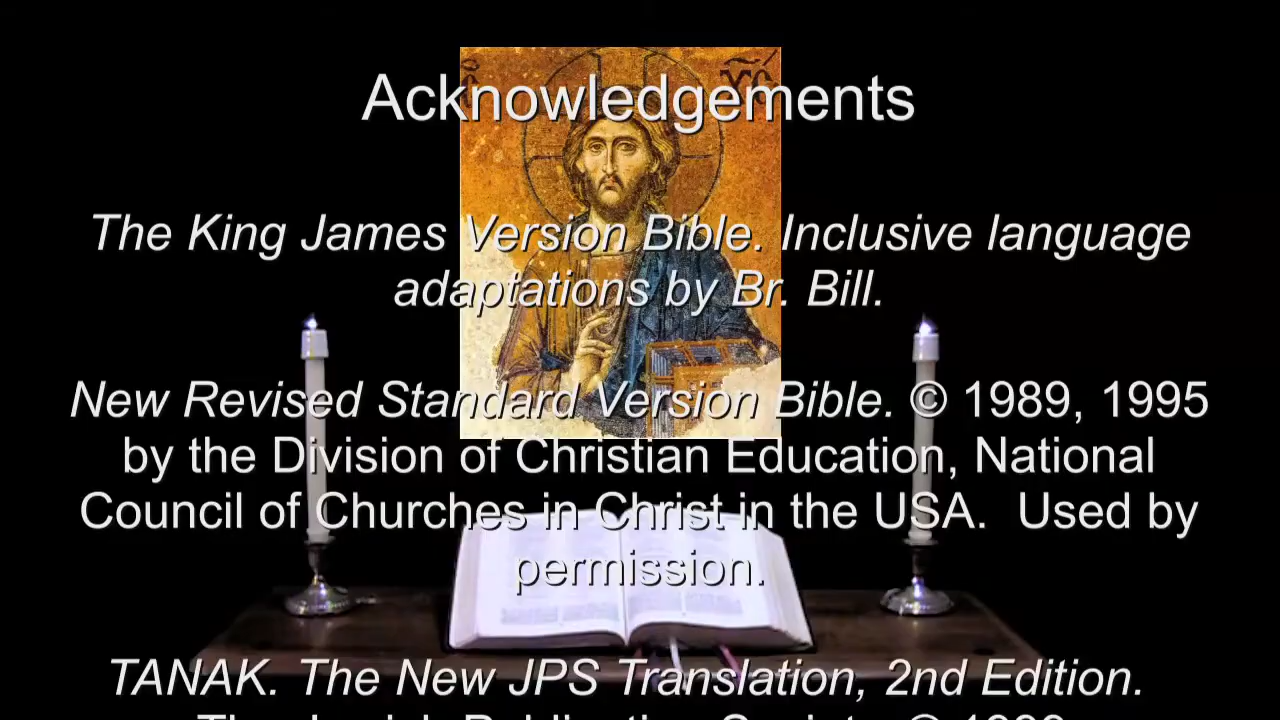 Acknowledgements
The King James Version Bible. Inclusive language
adaptations by Br. Bill.
New Revised Standard Version Bible. © 1989, 1995
by the Division of Christian Education, National
Council of Churches in Christ in the USA.  Used by
permission.
TANAK. The New JPS Translation, 2nd Edition.